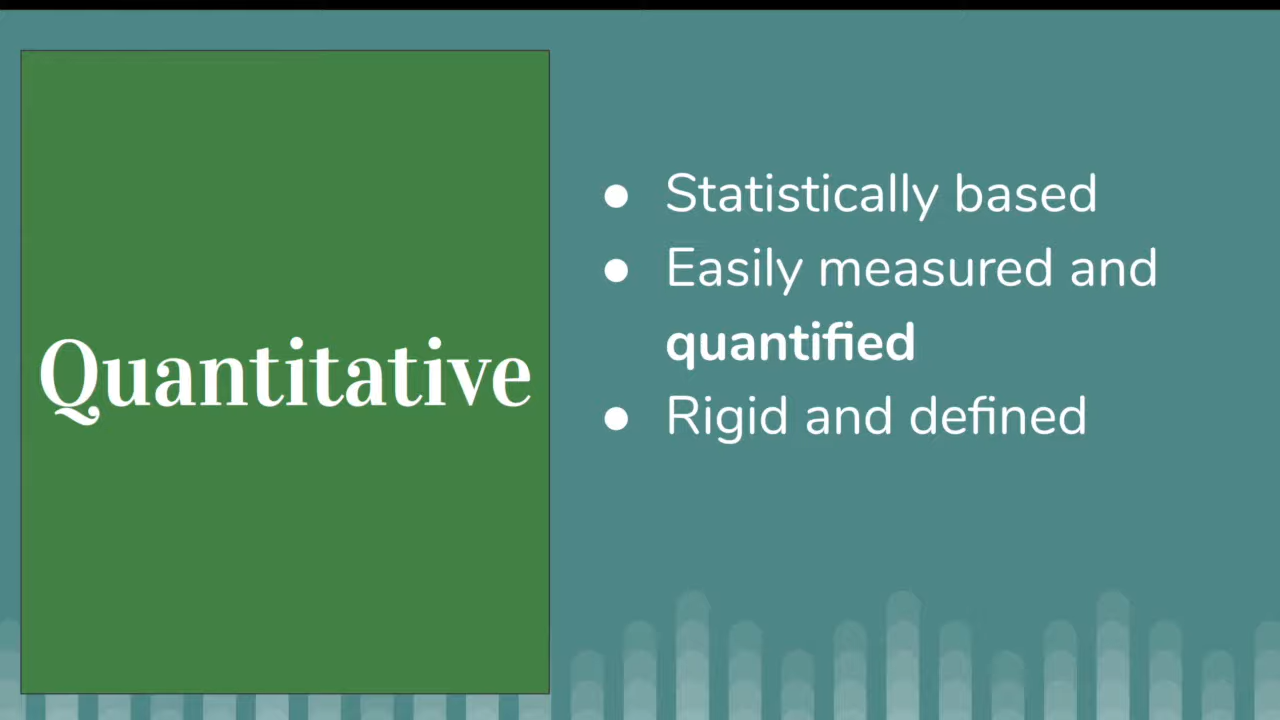 Quantitative
● Statistically based
● Easily measured and
quantified
● Rigid and defined